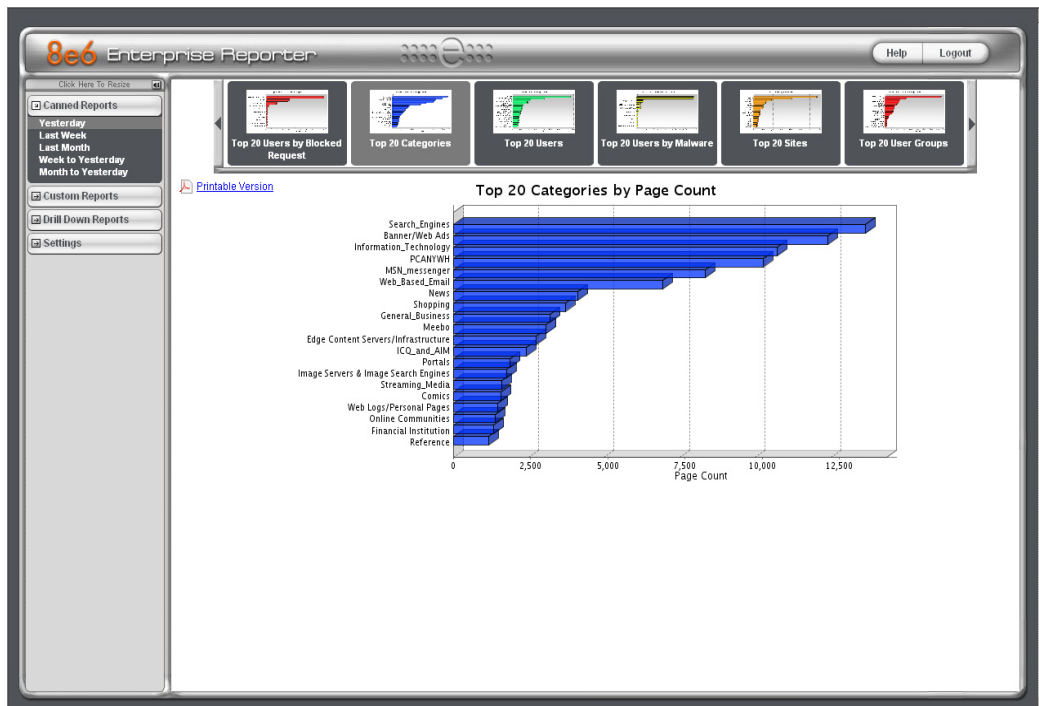 8e6 Enterprise Reporter
Help
Logout
Click Here To Resize
Canned Reports
Yesterday
Last Week
Last Month
Week to Yesterday
Month to Yesterday
Custom Reports
Drill Down Reports
Settings
Top 20 Users by Blocked
Request
Top 20 Categories
Top 20 Users
Top 20 Users by Malware
Top 20 Sites
Top 20 User Groups
Printable Version
Top 20 Categories by Page Count
Search_Engines
Banner/Web Ads
Information_Technology
PCANYWH
MSN_messenger
Web_Based_Email
News
Shopping
General_Business
Meebo
Edge Content Servers/Infrastructure
ICQ_and_AIM
Portals
Image Servers & Image Search Engines
Streaming_Media
Comics
Web Logs/Personal Pages
Online Communities
Financial Institution
Reference
0 2,500 5,000 7,500 10,000 12,500
Page Count